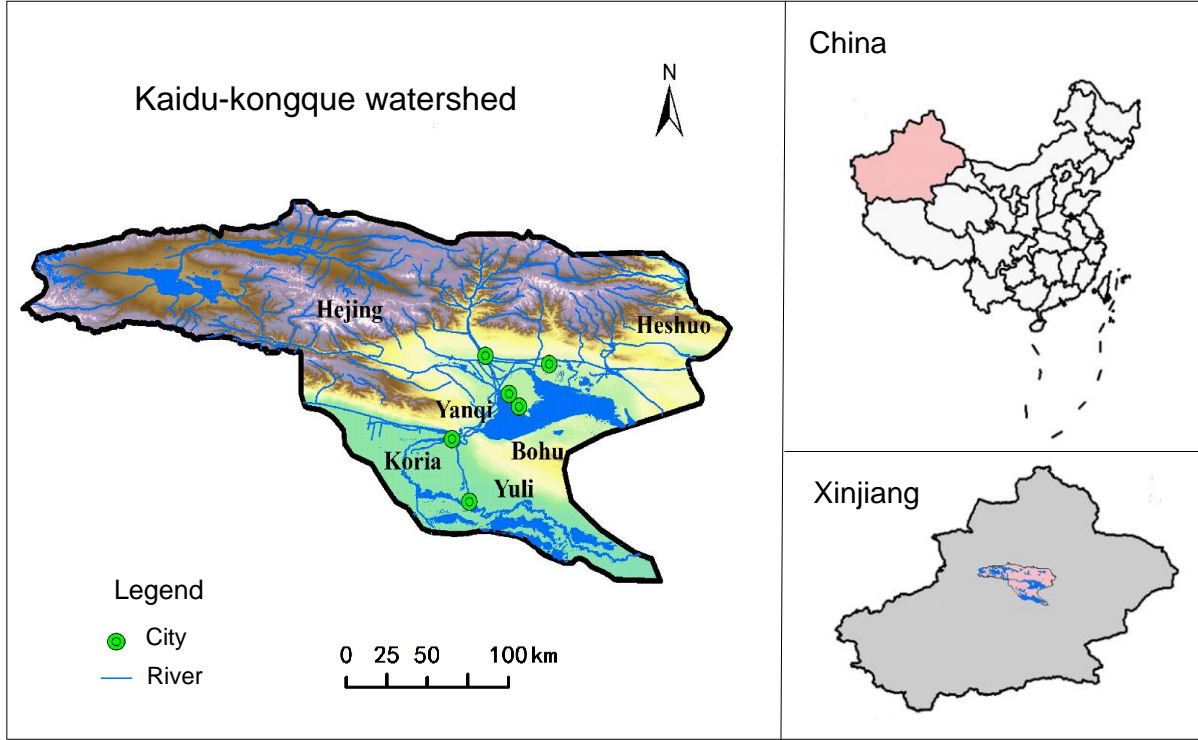 Kaidu-kongque watershed
N
Hejing
Heshuo
Yanqi
Bohu
Koria
Yuli
Legend
City
River
0 25 50 100 km
China
Xinjiang